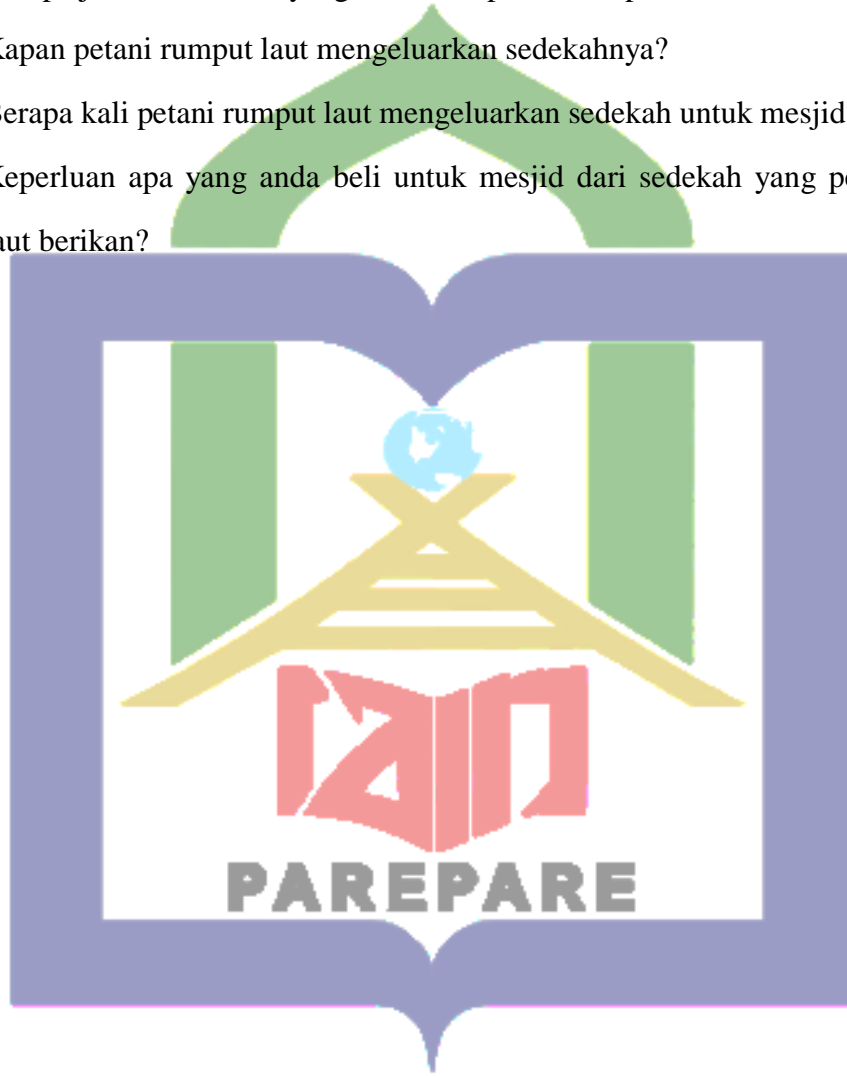 Kapan petani rumput laut mengeluarkan sedekahnya?
Berapa kali petani rumput laut mengeluarkan sedekah untuk mesjid
Keperluan apa yang anda beli untuk mesjid dari sedekah yang
laut berikan?
iain
PAREPARE